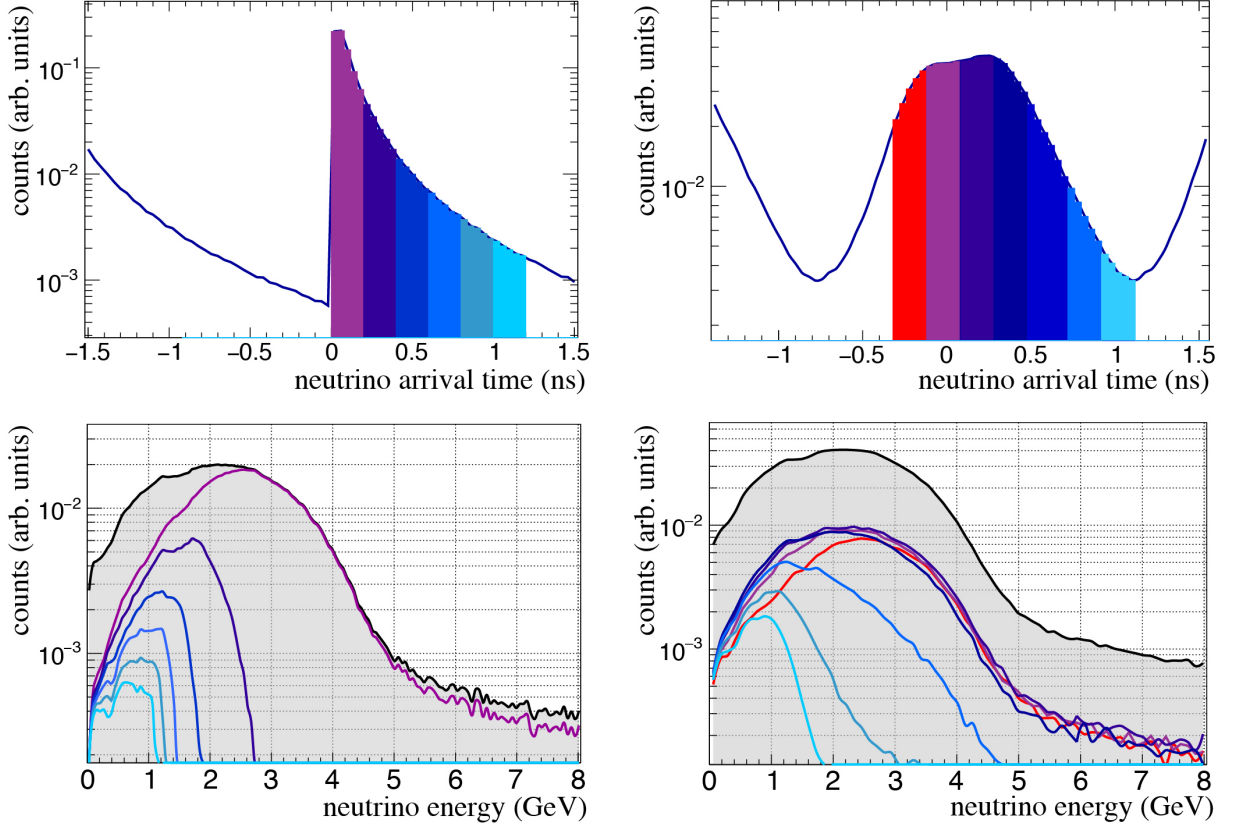 counts (arb. units)
10⁻¹
10⁻²
10⁻³
−1.5 −1 −0.5 0 0.5 1 1.5
neutrino arrival time (ns)
counts (arb. units)
10⁻²
−1 −0.5 0 0.5 1 1.5
neutrino arrival time (ns)
counts (arb. units)
10⁻²
10⁻³
0 1 2 3 4 5 6 7 8
neutrino energy (GeV)
counts (arb. units)
10⁻²
10⁻³
0 1 2 3 4 5 6 7 8
neutrino energy (GeV)